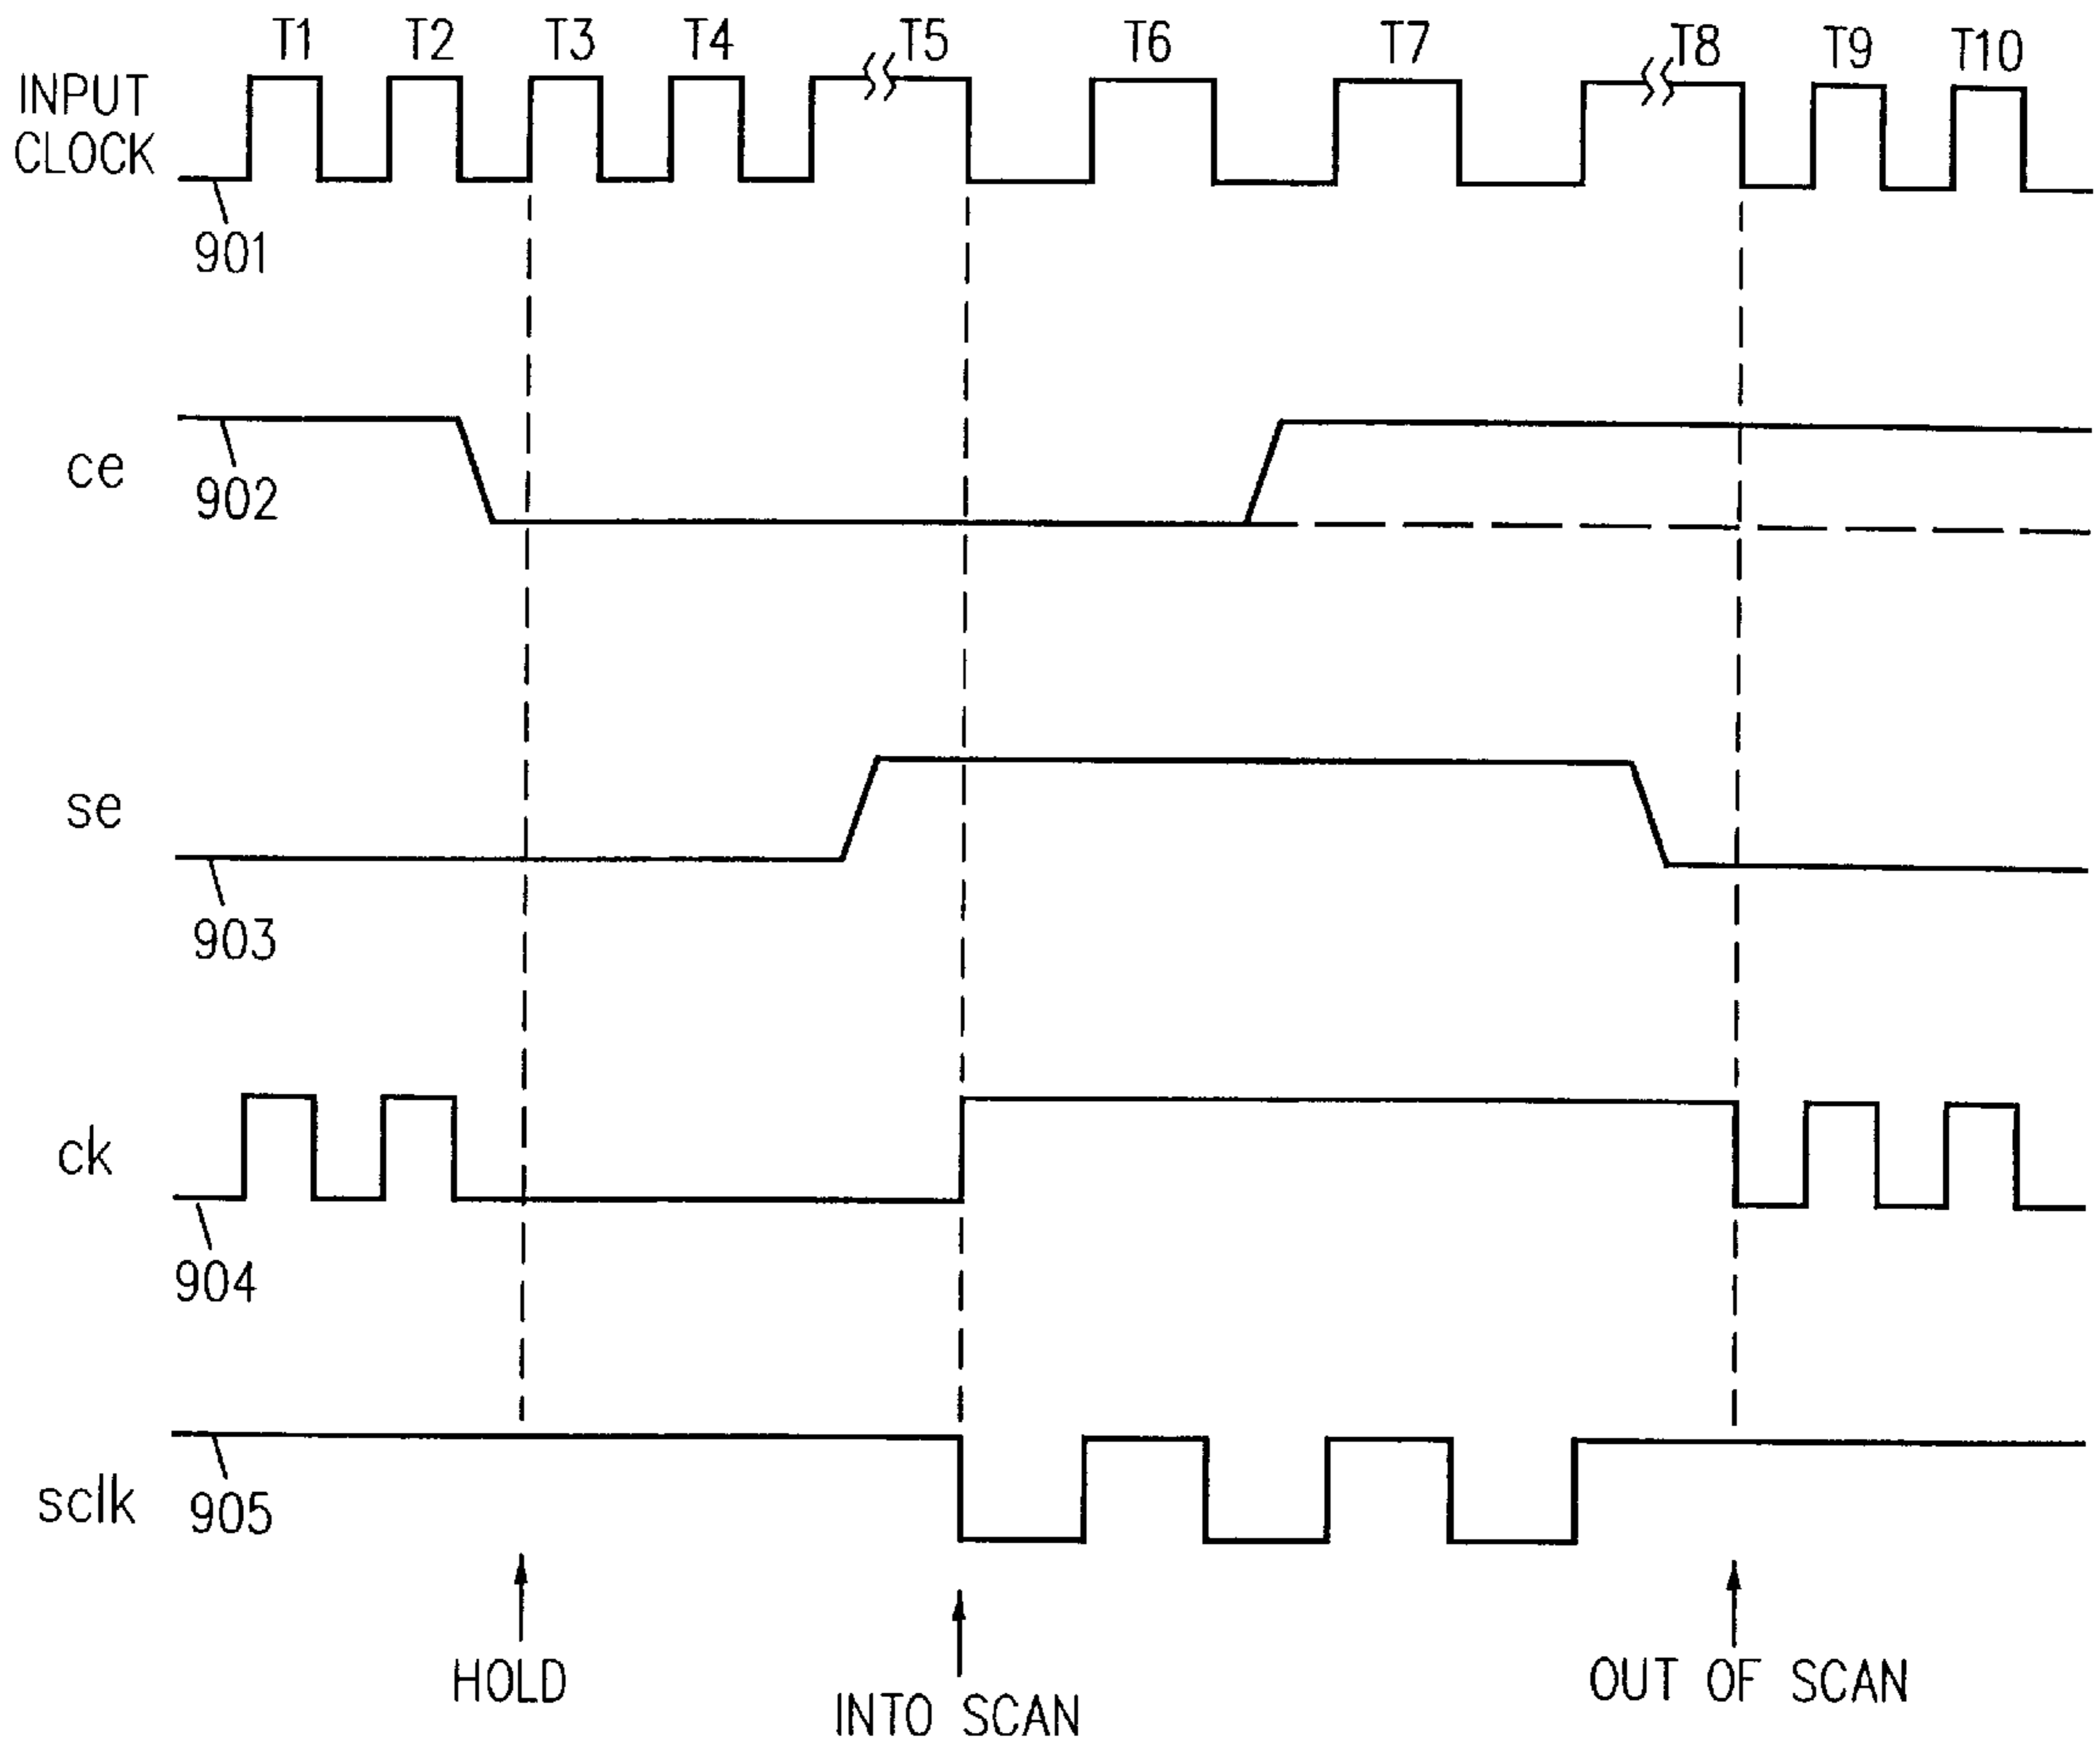 T1 T2 T3 T4 T5 T6 T7 T8 T9 T10
INPUT
CLOCK
901
ce
902
se
903
ck
904
sclk
905
HOLD
INTO SCAN
OUT OF SCAN